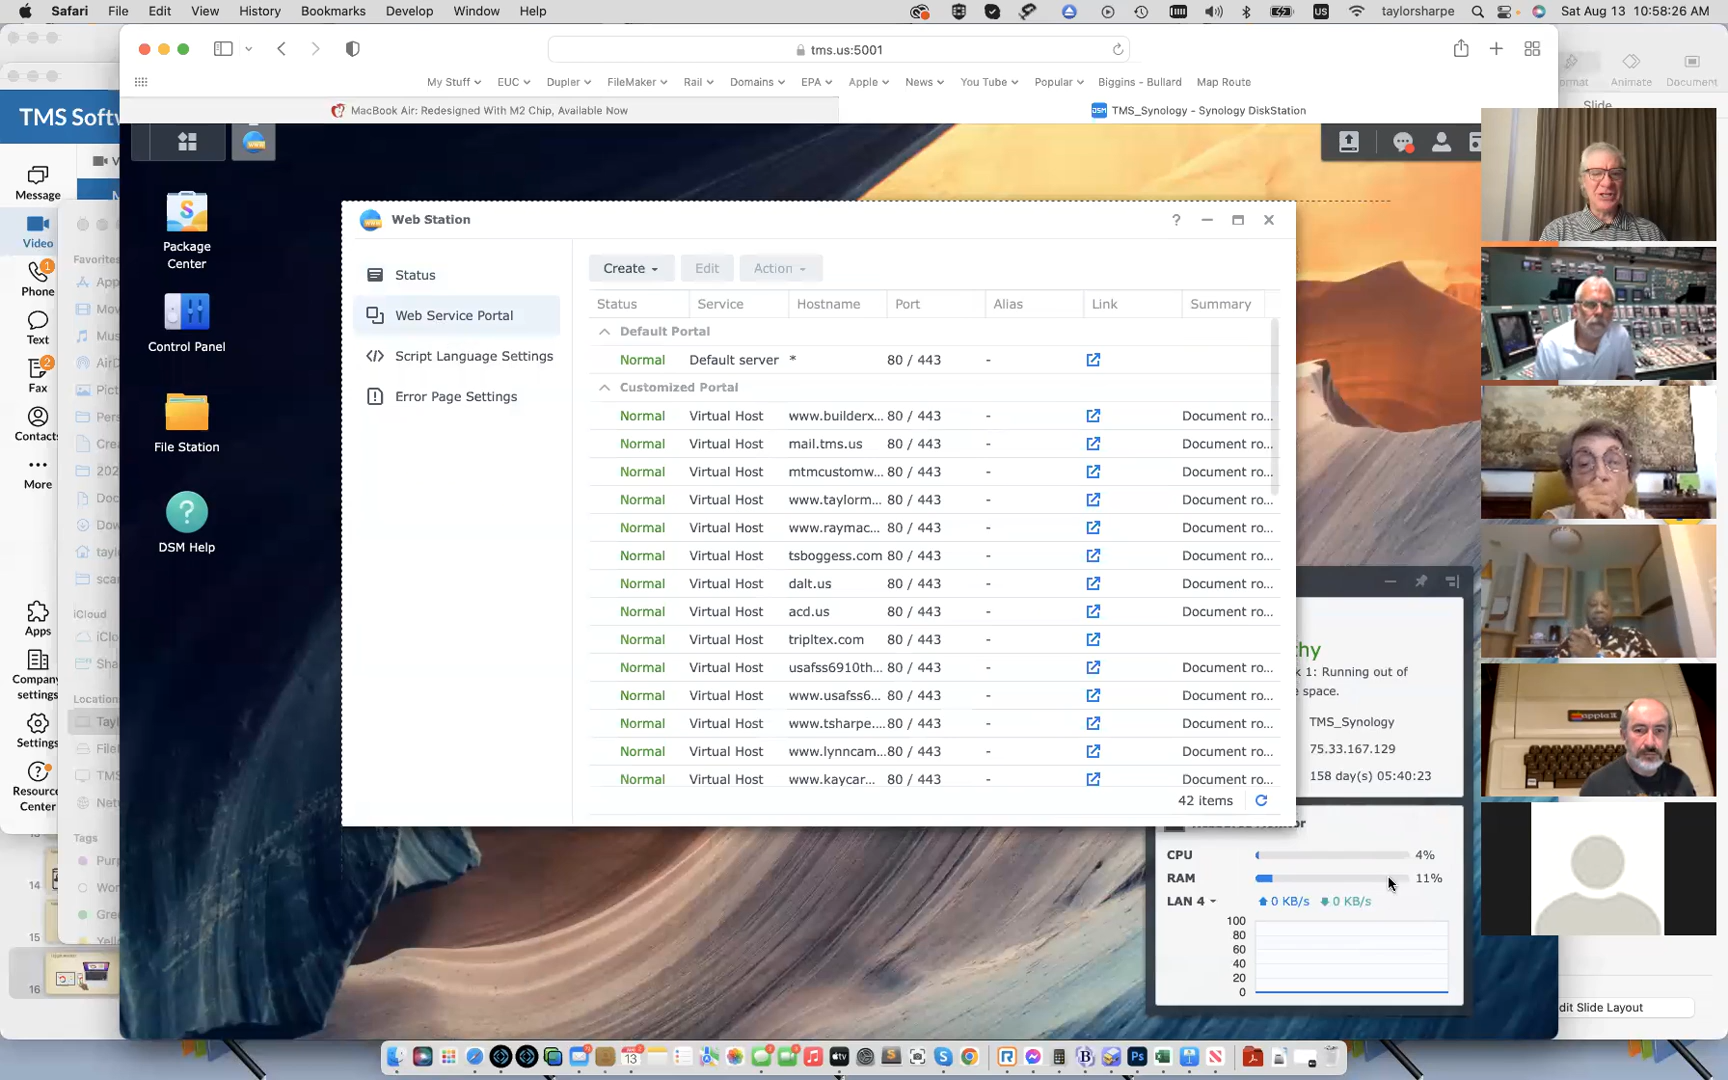 Safari File Edit View History Bookmarks Develop Window Help
US taylorsharpe Sat Aug 13 10:58:26 AM
tms.us:5001
My Stuff EUC Dupler FileMaker Rail Domains EPA Apple News You Tube Popular Biggins - Bullard Map Route
MacBook Air: Redesigned With M2 Chip, Available Now
DSM TMS_Synology - Synology DiskStation
Animate Document
TMS
Message
Video
Phone 1
Text
Fax 2
Contacts
More
Apps
Company settings
Settings
Resource Center
Favorites
iCloud
Tags
14
15
16
Package Center
Control Panel
File Station
DSM Help
Web Station
Status
Web Service Portal
Script Language Settings
Error Page Settings
Create Edit Action
Status Service Hostname Port Alias Link Summary
Default Portal
Normal Default server * 80 / 443 -
Customized Portal
Normal Virtual Host www.builderx... 80 / 443 - Document ro...
Normal Virtual Host mail.tms.us 80 / 443 - Document ro...
Normal Virtual Host mtmcustomw... 80 / 443 - Document ro...
Normal Virtual Host www.taylorm... 80 / 443 - Document ro...
Normal Virtual Host www.raymac... 80 / 443 - Document ro...
Normal Virtual Host tsboggess.com 80 / 443 - Document ro...
Normal Virtual Host dalt.us 80 / 443 - Document ro...
Normal Virtual Host acd.us 80 / 443 - Document ro...
Normal Virtual Host tripltex.com 80 / 443 -
Normal Virtual Host usafss6910th... 80 / 443 - Document ro...
Normal Virtual Host www.usafss6... 80 / 443 - Document ro...
Normal Virtual Host www.tsharpe.... 80 / 443 - Document ro...
Normal Virtual Host www.lynncam... 80 / 443 - Document ro...
Normal Virtual Host www.kaycar... 80 / 443 - Document ro...
42 items
thy
1: Running out of
space.
TMS_Synology
75.33.167.129
158 day(s) 05:40:23
CPU 4%
RAM 11%
LAN 4 0 KB/s 0 KB/s
100
80
60
40
20
0
apple
Slide Layout